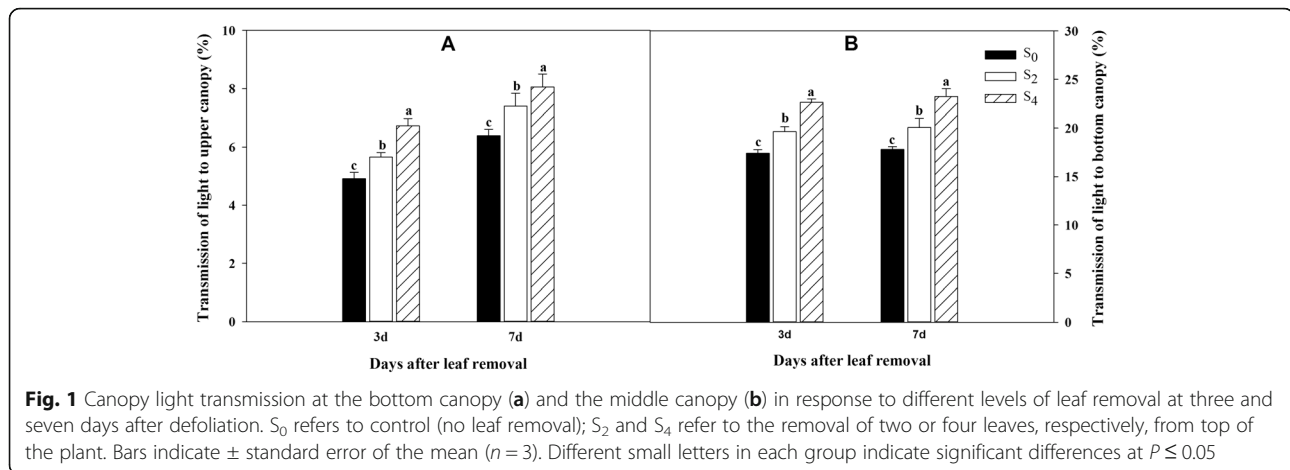 A
B
Transmission of light to upper canopy (%)
10
8
6
4
2
0
c
b
a
c
b
a
3d
7d
Days after leaf removal
c
b
a
c
b
a
3d
7d
Days after leaf removal
S0
S2
S4
30
25
20
15
10
5
0
Transmission of light to bottom canopy (%)
Fig. 1 Canopy light transmission at the bottom canopy (a) and the middle canopy (b) in response to different levels of leaf removal at three and
seven days after defoliation. S0 refers to control (no leaf removal); S2 and S4 refer to the removal of two or four leaves, respectively, from top of
the plant. Bars indicate ± standard error of the mean (n = 3). Different small letters in each group indicate significant differences at P ≤ 0.05